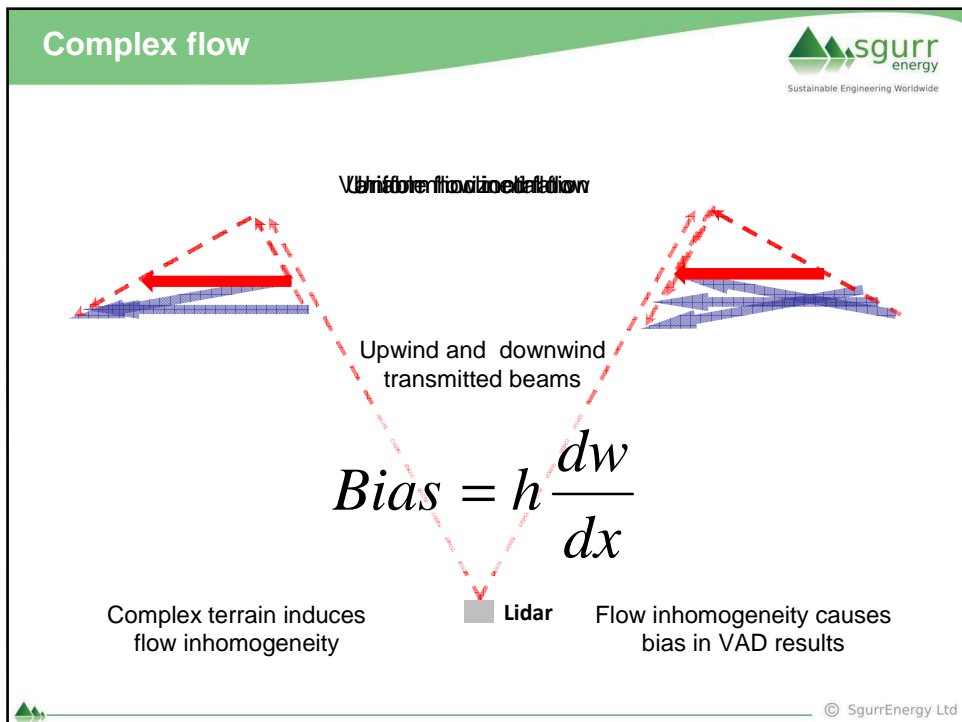 Complex flow
sgurr
energy
Sustainable Engineering Worldwide
Upwind and downwind
transmitted beams
Bias = h dw/dx
Lidar
Complex terrain induces
flow inhomogeneity
Flow inhomogeneity causes
bias in VAD results
© SgurrEnergy Ltd